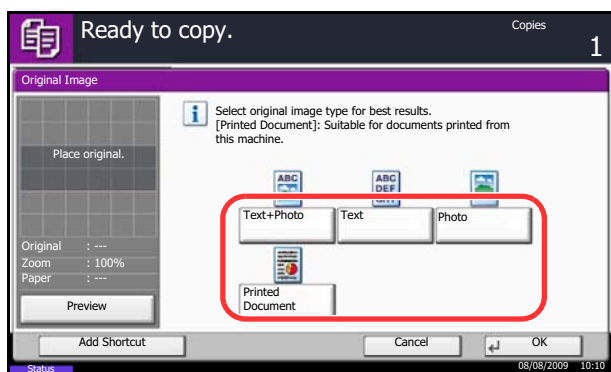 Ready to copy.
Copies
1
Original Image
Place original.
Original : ---
Zoom : 100%
Paper : ---
Preview
Select original image type for best results.
[Printed Document]: Suitable for documents printed from
this machine.
ABC
ABC
DEF
Text+Photo
Text
Photo
Printed
Document
Add Shortcut
Cancel
OK
Status
08/08/2009 10:10